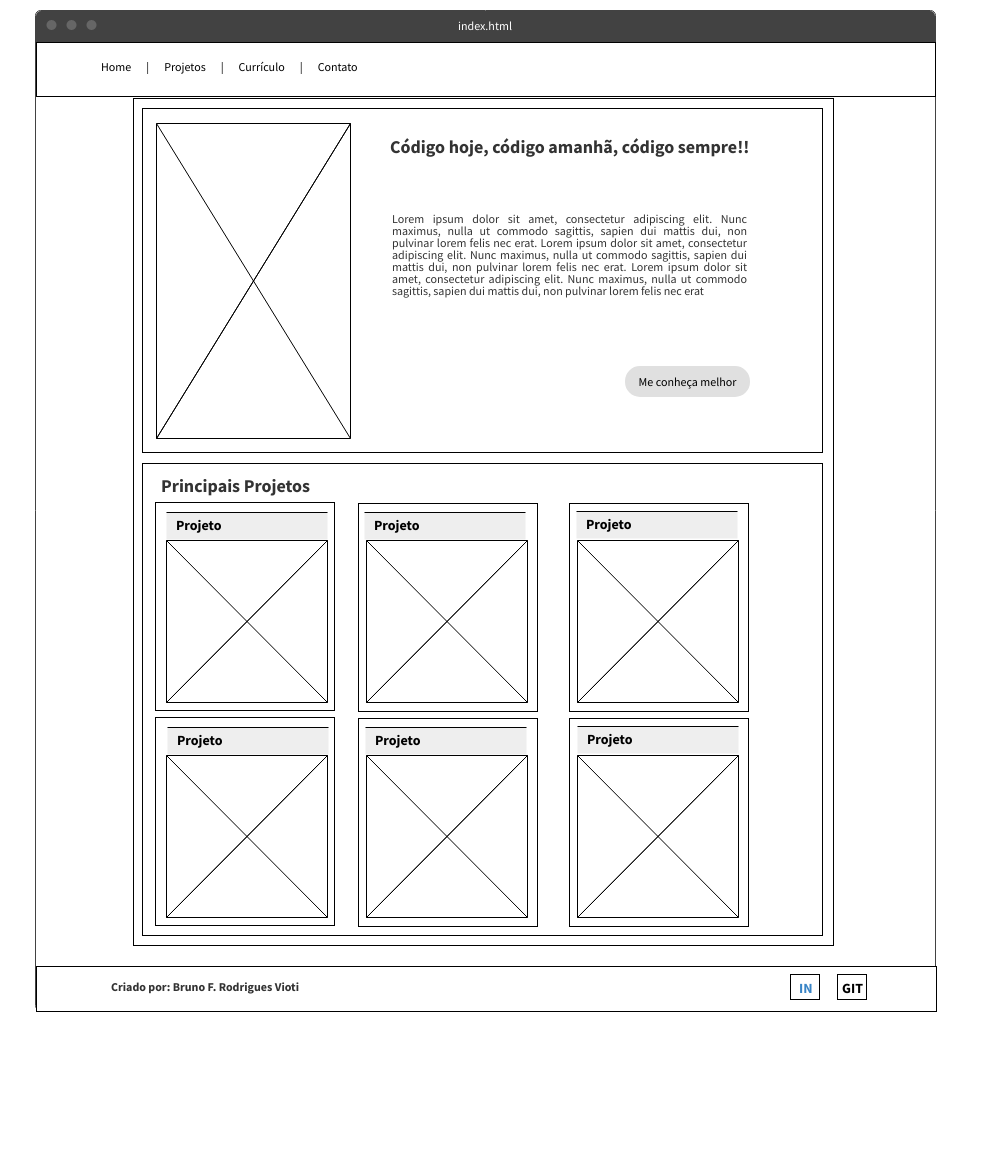 index.html
Home | Projetos | Currículo | Contato
Código hoje, código amanhã, código sempre!!
Lorem ipsum dolor sit amet, consectetur adipiscing elit. Nunc
maximus, nulla ut commodo sagittis, sapien dui mattis dui, non
pulvinar lorem felis nec erat. Lorem ipsum dolor sit amet, consectetur
adipiscing elit. Nunc maximus, nulla ut commodo sagittis, sapien dui
mattis dui, non pulvinar lorem felis nec erat. Lorem ipsum dolor sit
amet, consectetur adipiscing elit. Nunc maximus, nulla ut commodo
sagittis, sapien dui mattis dui, non pulvinar lorem felis nec erat
Me conheça melhor
Principais Projetos
Projeto
Projeto
Projeto
Projeto
Projeto
Projeto
Criado por: Bruno F. Rodrigues Vioti
IN
GIT